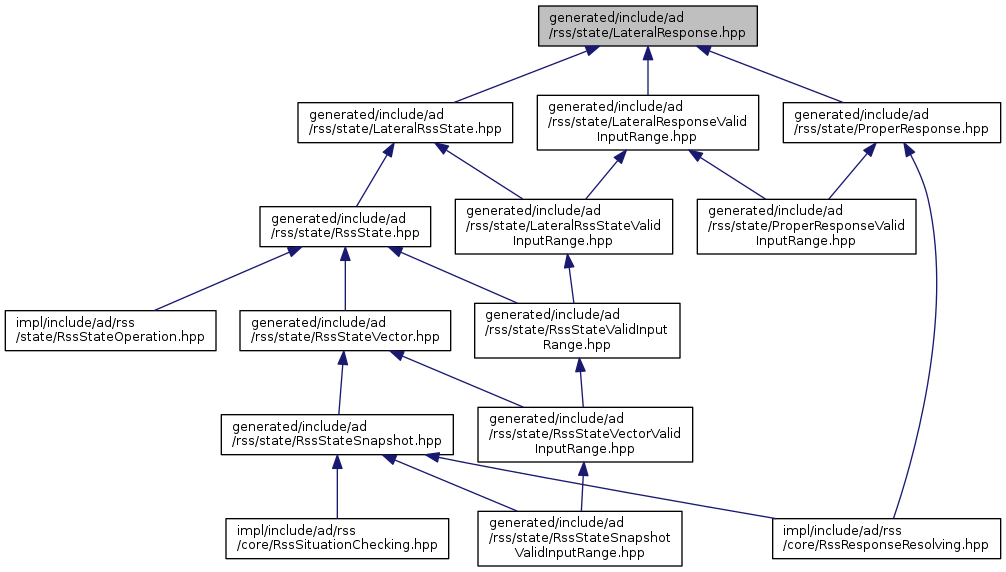 generated/include/ad
/rss/state/LateralResponse.hpp
generated/include/ad
/rss/state/LateralRssState.hpp
generated/include/ad
/rss/state/LateralResponseValid
InputRange.hpp
generated/include/ad
/rss/state/ProperResponse.hpp
generated/include/ad
/rss/state/RssState.hpp
generated/include/ad
/rss/state/LateralRssStateValid
InputRange.hpp
generated/include/ad
/rss/state/ProperResponseValid
InputRange.hpp
impl/include/ad/rss
/state/RssStateOperation.hpp
generated/include/ad
/rss/state/RssStateVector.hpp
generated/include/ad
/rss/state/RssStateValidInput
Range.hpp
generated/include/ad
/rss/state/RssStateSnapshot.hpp
generated/include/ad
/rss/state/RssStateVectorValid
InputRange.hpp
impl/include/ad/rss
/core/RssSituationChecking.hpp
generated/include/ad
/rss/state/RssStateSnapshot
ValidInputRange.hpp
impl/include/ad/rss
/core/RssResponseResolving.hpp